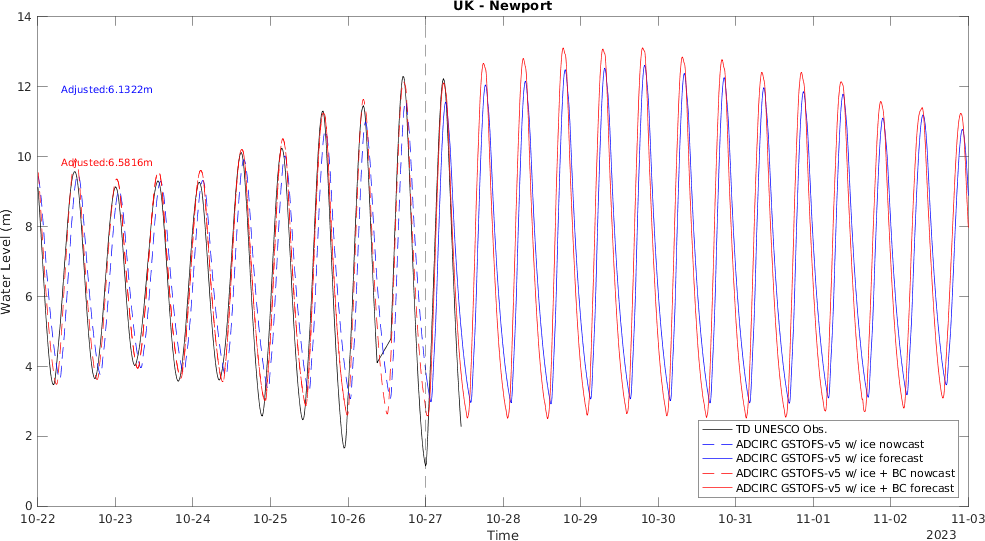 UK - Newport
14
12
10
8
6
4
2
0
Water Level (m)
Adjusted:6.1322m
Adjusted:6.5816m
TD UNESCO Obs.
ADCIRC GSTOFS-v5 w/ ice nowcast
ADCIRC GSTOFS-v5 w/ ice forecast
ADCIRC GSTOFS-v5 w/ ice + BC nowcast
ADCIRC GSTOFS-v5 w/ ice + BC forecast
10-22 10-23 10-24 10-25 10-26 10-27 10-28 10-29 10-30 10-31 11-01 11-02 11-03
Time
2023